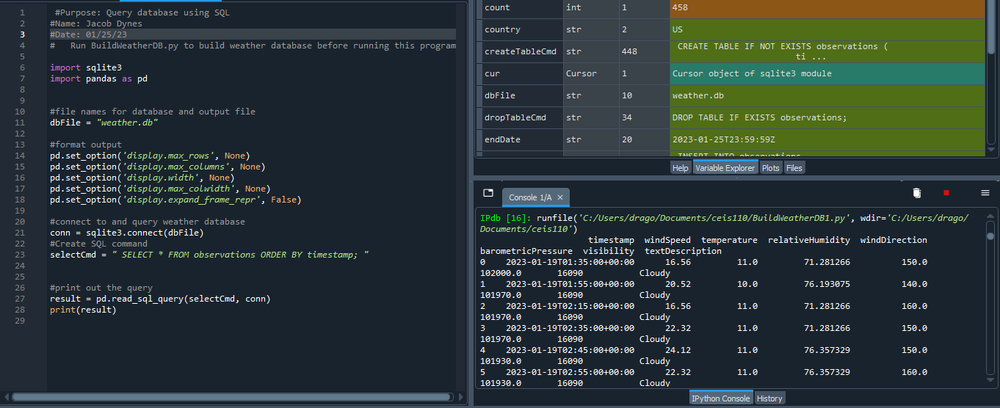 1 #Purpose: Query database using SQL
2 #Name: Jacob Dynes
3 #Date: 01/25/23
4 #   Run BuildWeatherDB.py to build weather database before running this program
5
6 import sqlite3
7 import pandas as pd
8
9
10 #file names for database and output file
11 dbFile = "weather.db"
12
13 #format output
14 pd.set_option('display.max_rows', None)
15 pd.set_option('display.max_columns', None)
16 pd.set_option('display.width', None)
17 pd.set_option('display.max_colwidth', None)
18 pd.set_option('display.expand_frame_repr', False)
19
20 #connect to and query weather database
21 conn = sqlite3.connect(dbFile)
22 #Create SQL command
23 selectCmd = " SELECT * FROM observations ORDER BY timestamp; "
24
25
26 #print out the query
27 result = pd.read_sql_query(selectCmd, conn)
28 print(result)
29
count int 1 458
country str 2 US
createTableCmd str 448 CREATE TABLE IF NOT EXISTS observations (
ti ...
cur Cursor 1 Cursor object of sqlite3 module
dbFile str 10 weather.db
dropTableCmd str 34 DROP TABLE IF EXISTS observations;
endDate str 20 2023-01-25T23:59:59Z
INSERT INTO observations
Help Variable Explorer Plots Files
Console 1/A
IPdb [16]: runfile('C:/Users/drago/Documents/ceis110/BuildWeatherDB1.py', wdir='C:/Users/drago/
Documents/ceis110')
timestamp windSpeed temperature relativeHumidity windDirection
barometricPressure visibility textDescription
0 2023-01-19T01:35:00+00:00 16.56 11.0 71.281266 150.0
102000.0 16090 Cloudy
1 2023-01-19T01:55:00+00:00 20.52 10.0 76.193075 140.0
101970.0 16090 Cloudy
2 2023-01-19T02:15:00+00:00 16.56 11.0 71.281266 160.0
101970.0 16090 Cloudy
3 2023-01-19T02:35:00+00:00 22.32 11.0 71.281266 150.0
101970.0 16090 Cloudy
4 2023-01-19T02:45:00+00:00 24.12 11.0 76.357329 150.0
101930.0 16090 Cloudy
5 2023-01-19T02:55:00+00:00 22.32 11.0 76.357329 160.0
101930.0 16090 Cloudy
IPython Console History